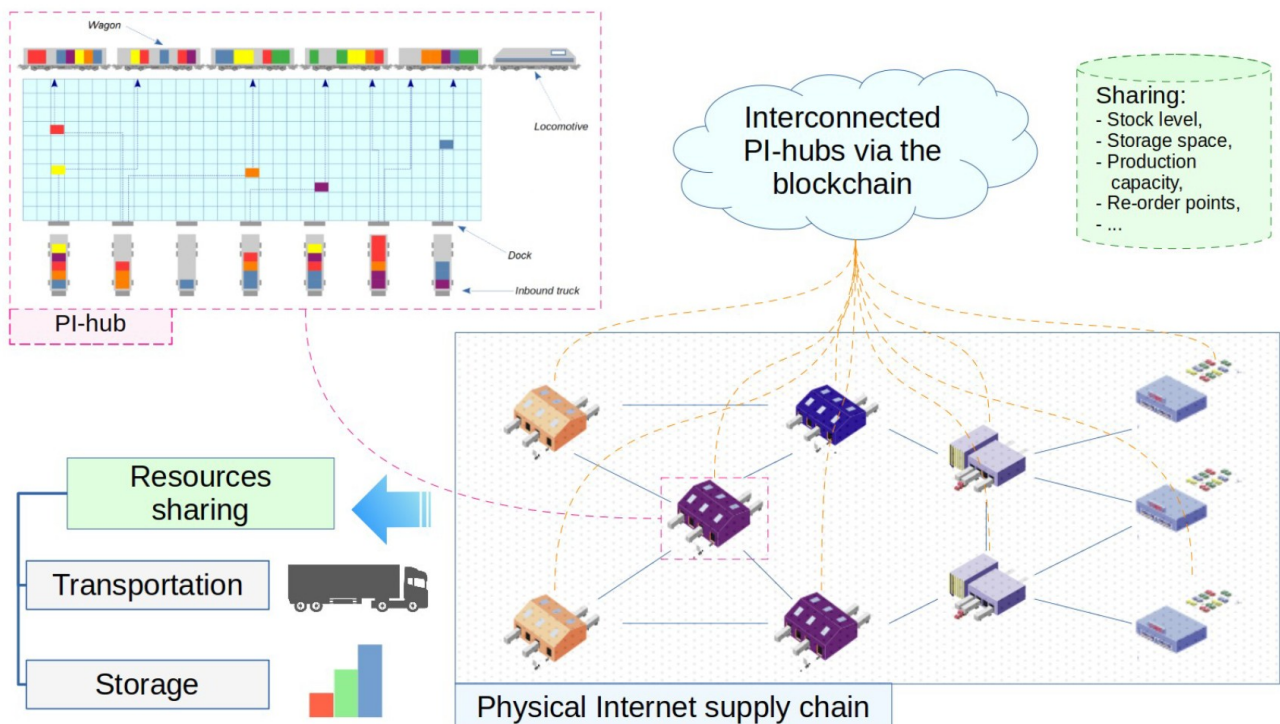 Wagon
Locomotive
Dock
Inbound truck
PI-hub
Interconnected
PI-hubs via the
blockchain
Sharing:
- Stock level,
- Storage space,
- Production
capacity,
- Re-order points,
- ...
Resources
sharing
Transportation
Storage
Physical Internet supply chain